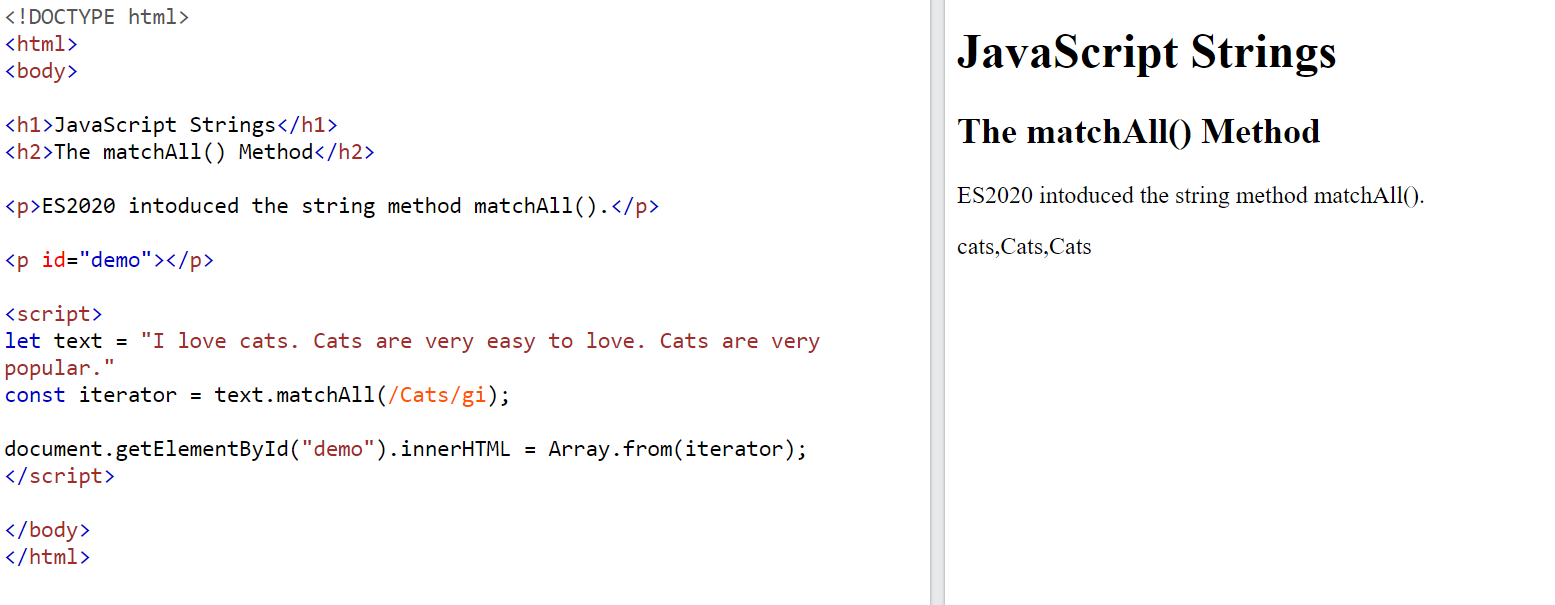 <!DOCTYPE html>
<html>
<body>
<h1>JavaScript Strings</h1>
<h2>The matchAll() Method</h2>
<p>ES2020 intoduced the string method matchAll().</p>
<p id="demo"></p>
<script>
let text = "I love cats. Cats are very easy to love. Cats are very
popular."
const iterator = text.matchAll(/Cats/gi);
document.getElementById("demo").innerHTML = Array.from(iterator);
</script>
</body>
</html>
JavaScript Strings
The matchAll() Method
ES2020 intoduced the string method matchAll().
cats,Cats,Cats